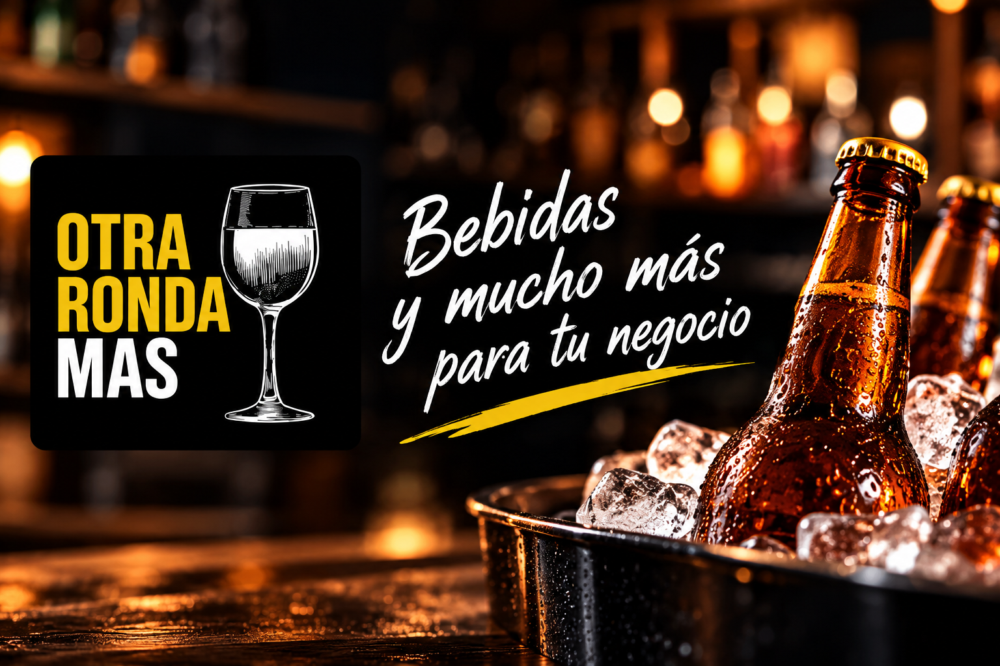 OTRA
RONDA
MAS
Bebidas
y mucho más
para tu negocio